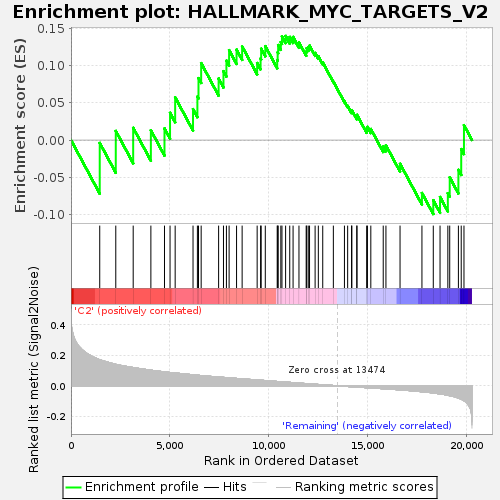 Enrichment plot: HALLMARK_MYC_TARGETS_V2
Enrichment score (ES)
0.15
0.10
0.05
0.00
-0.05
-0.10
'C2' (positively correlated)
Ranked list metric (Signal2Noise)
0.4
0.2
0.0
-0.2
Zero cross at 13474
'Remaining' (negatively correlated)
0
5,000
10,000
15,000
20,000
Rank in Ordered Dataset
Enrichment profile
Hits
Ranking metric scores